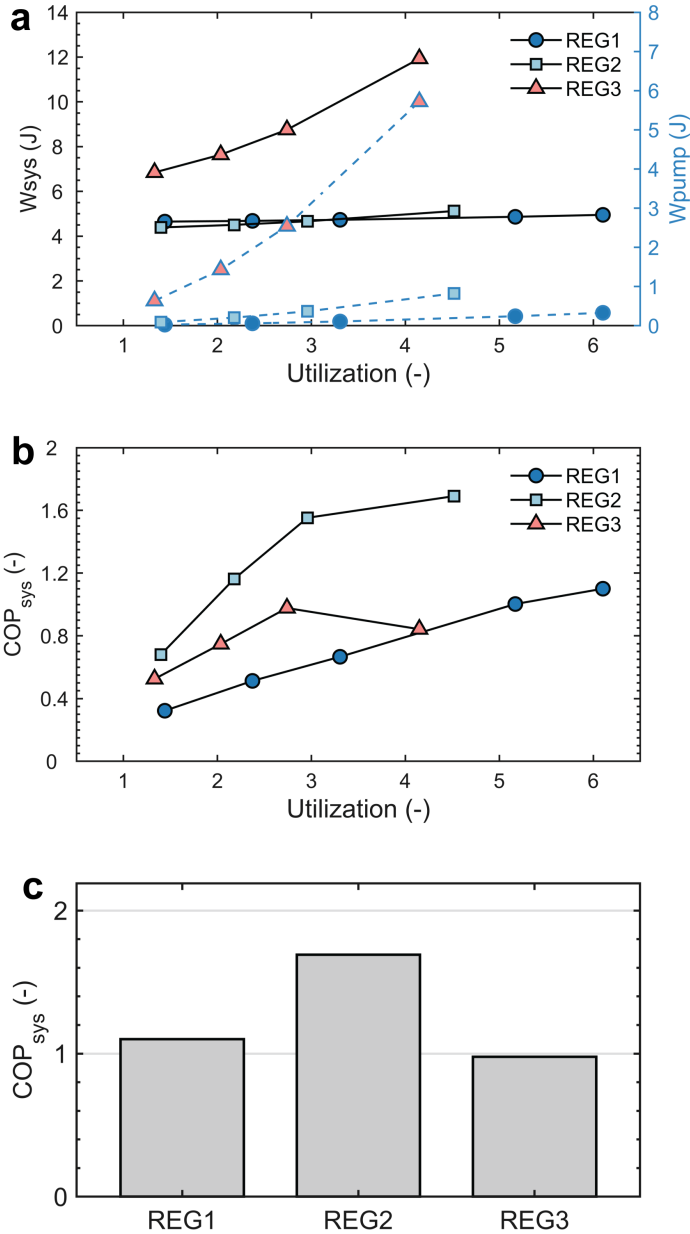 a
14
12
10
8
6
4
2
0
Wsys (J)
REG1
REG2
REG3
8
7
6
5
4
3
2
1
0
Wpump (J)
1 2 3 4 5 6
Utilization (-)
b
2
1.6
1.2
0.8
0.4
0
COPsys (-)
REG1
REG2
REG3
1 2 3 4 5 6
Utilization (-)
c
2
1
0
COPsys (-)
REG1 REG2 REG3